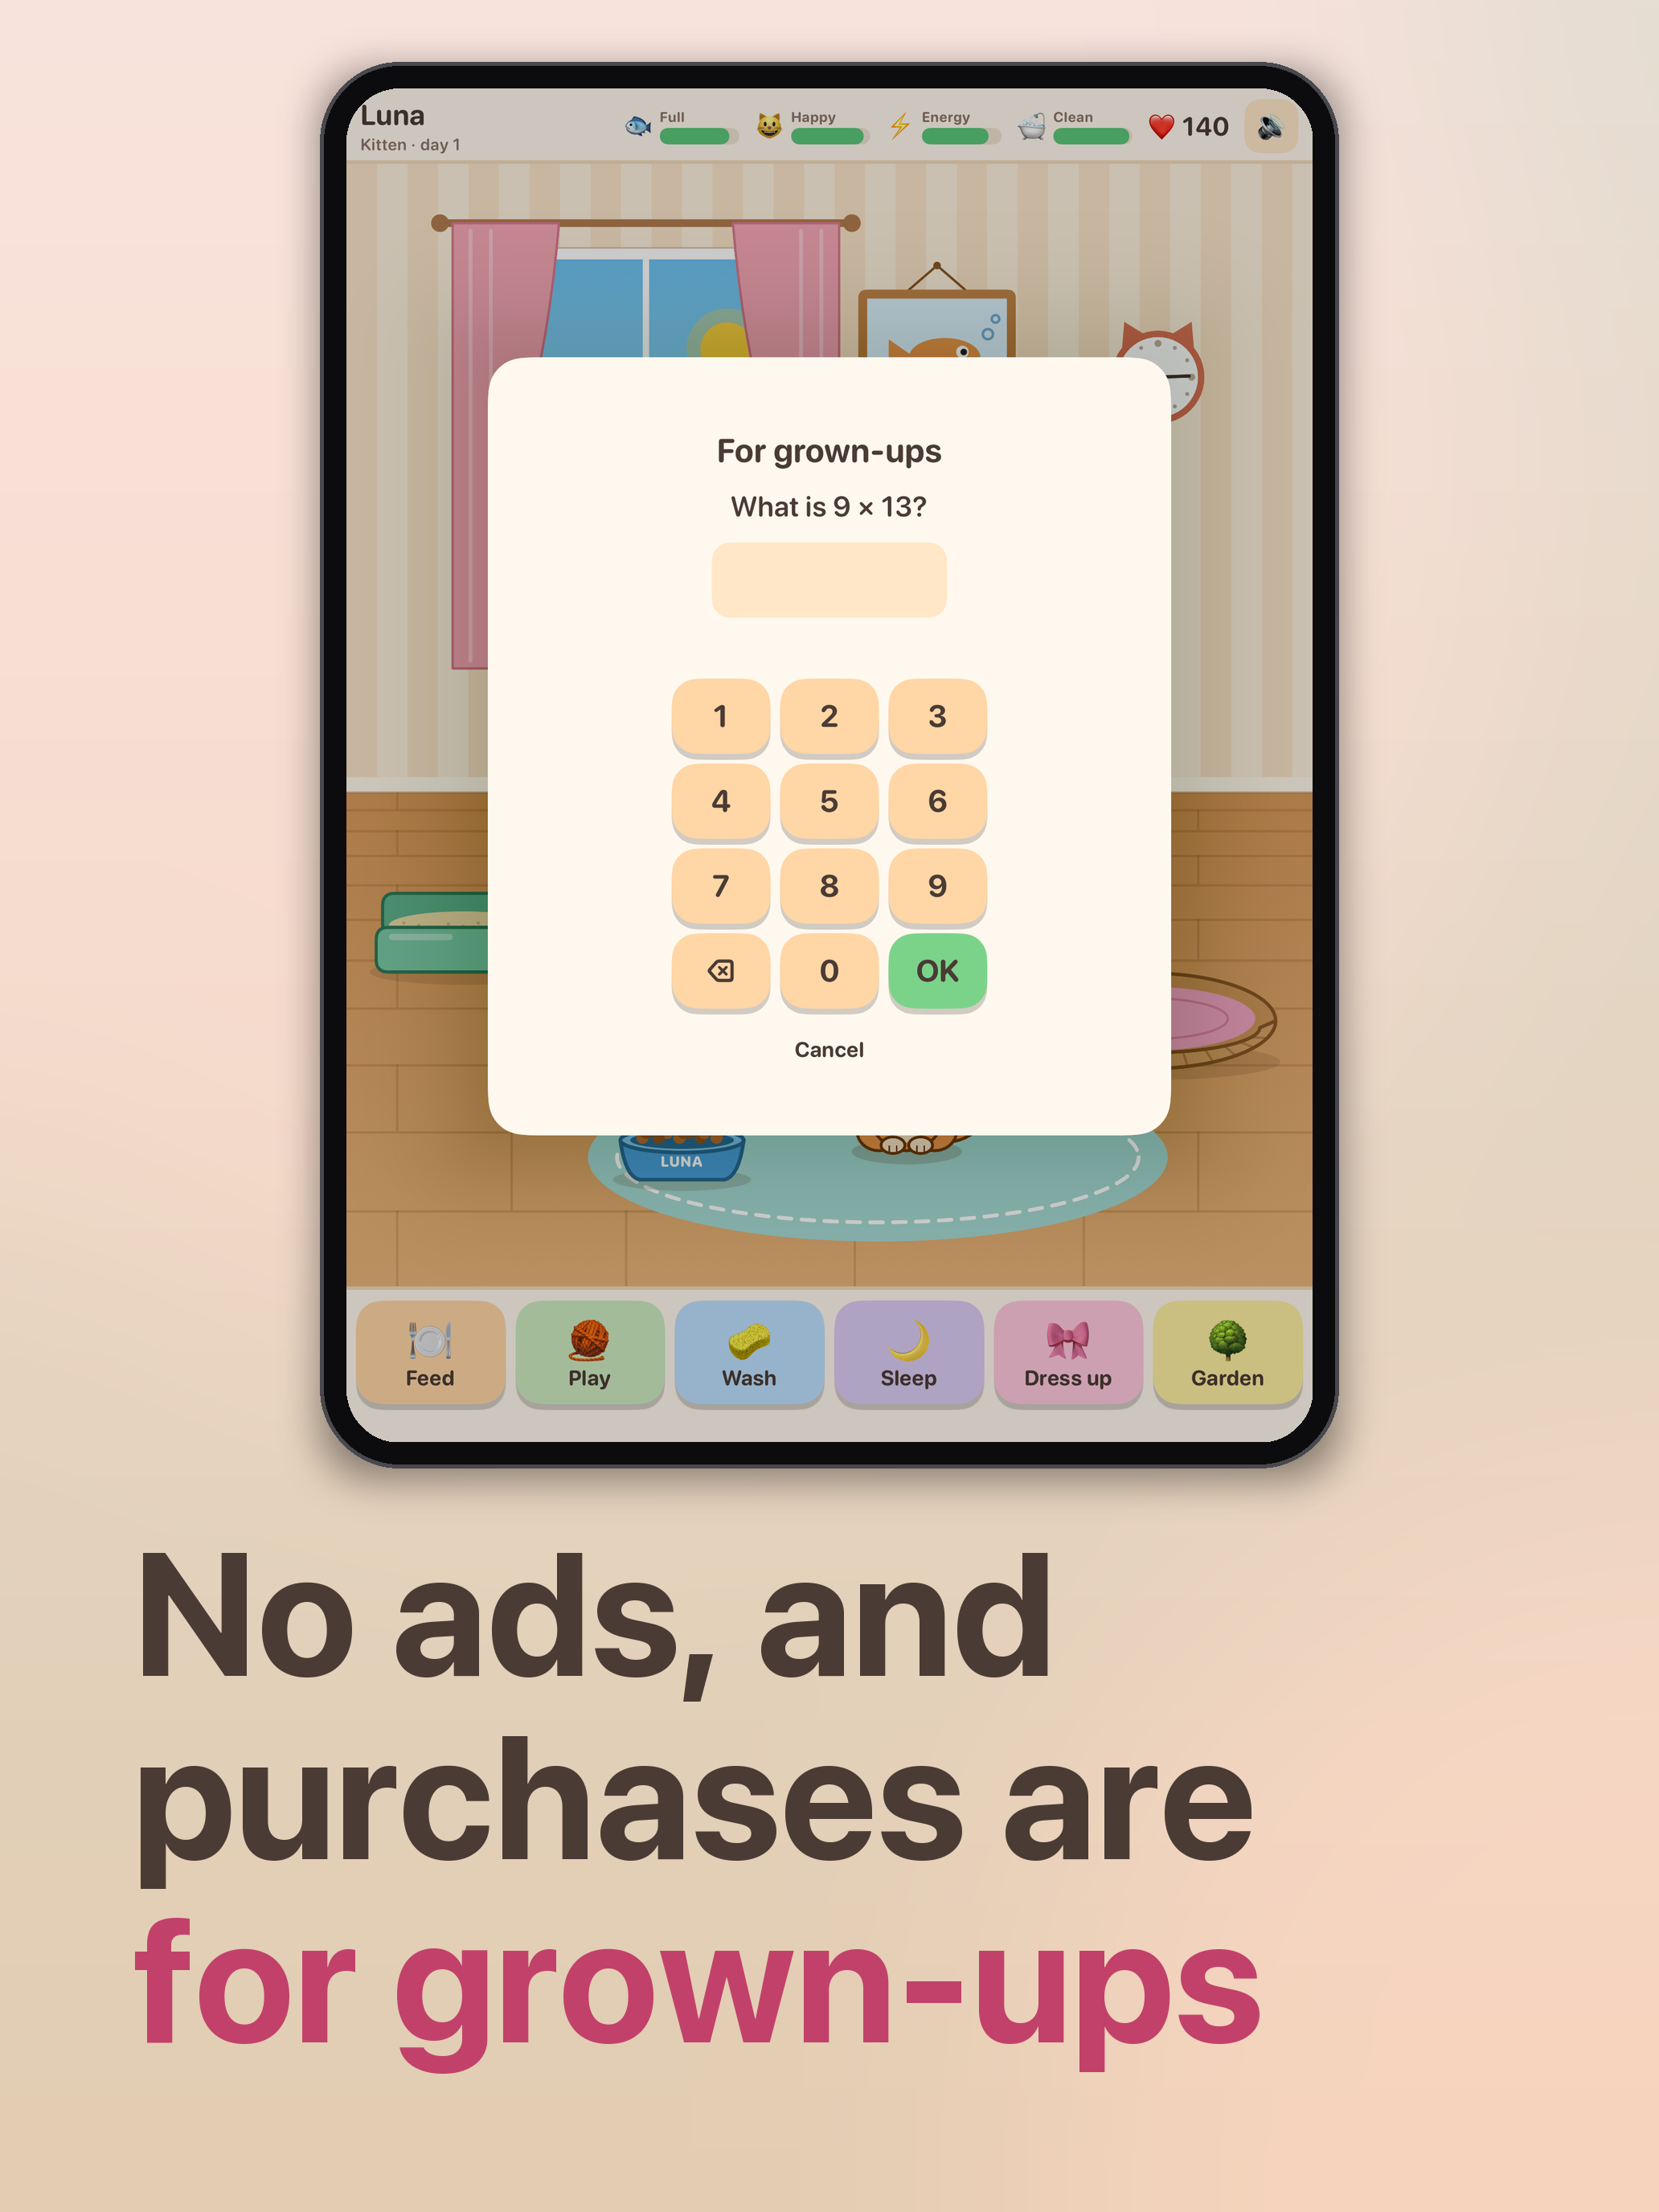 Luna
Kitten · day 1
Full
Happy
Energy
Clean
140
For grown-ups
What is 9 × 13?
1 2 3
4 5 6
7 8 9
0 OK
Cancel
LUNA
Feed
Play
Wash
Sleep
Dress up
Garden
No ads, and
purchases are
for grown-ups